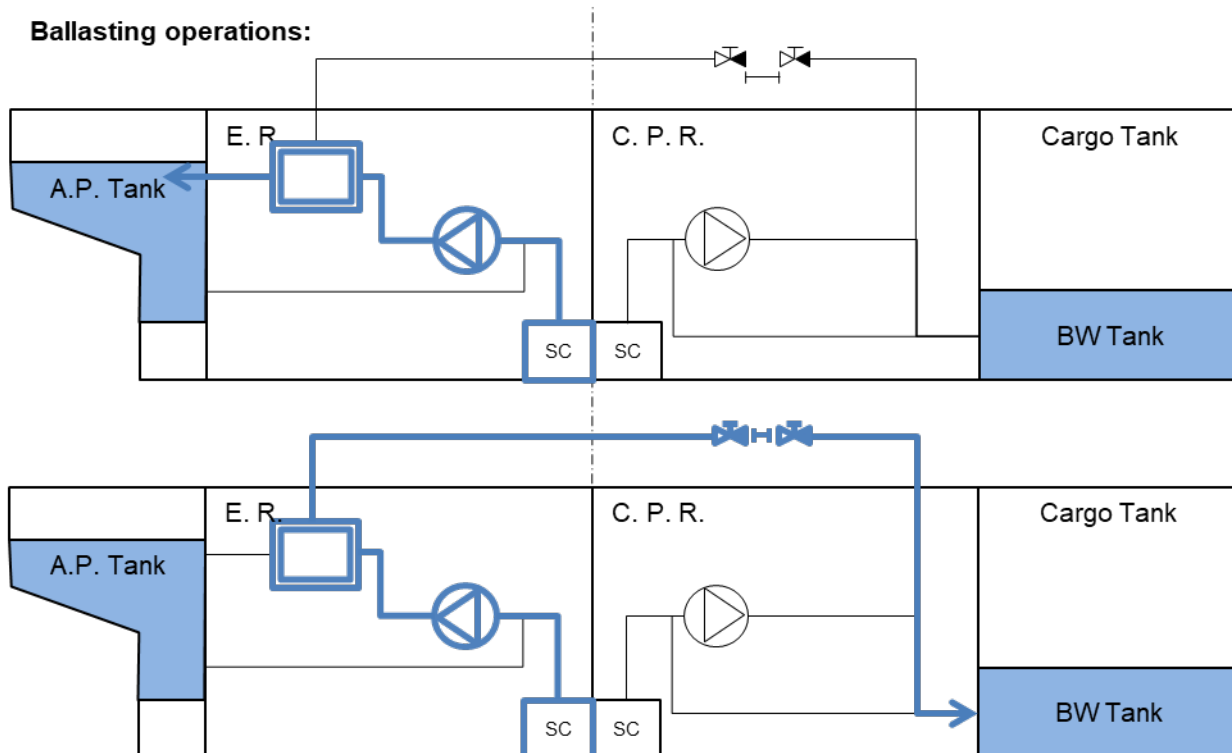 Ballasting operations:
E. R.
C. P. R.
Cargo Tank
A.P. Tank
BW Tank
SC
SC
E. R.
C. P. R.
Cargo Tank
A.P. Tank
BW Tank
SC
SC